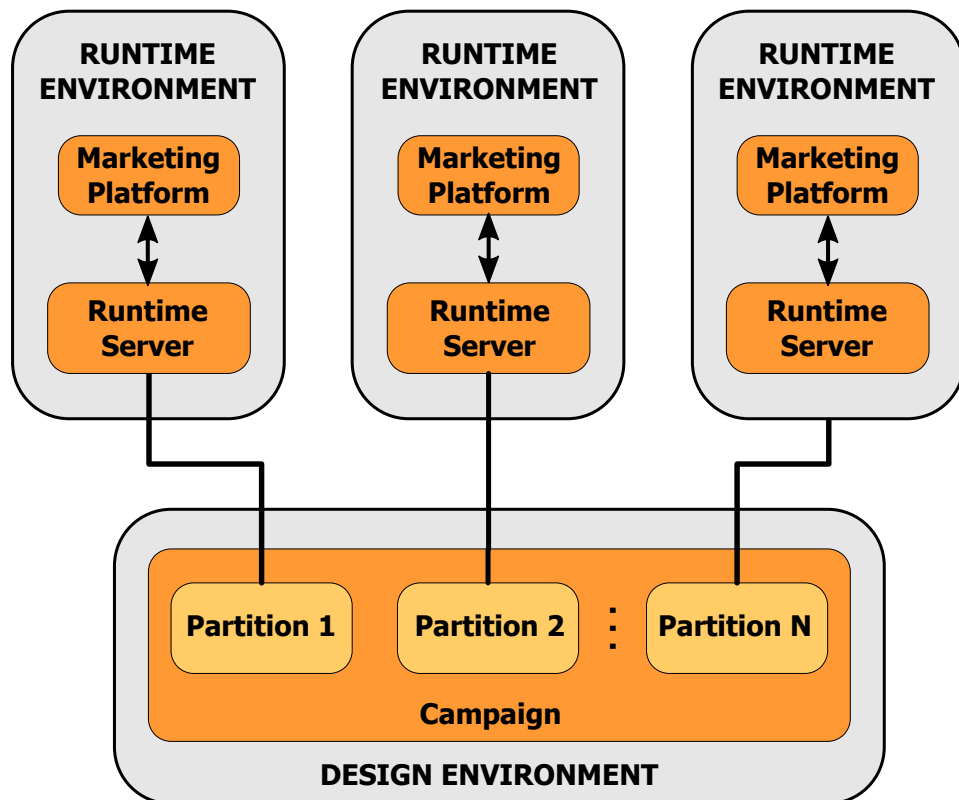 RUNTIME
ENVIRONMENT
Marketing
Platform
Runtime
Server
RUNTIME
ENVIRONMENT
Marketing
Platform
Runtime
Server
RUNTIME
ENVIRONMENT
Marketing
Platform
Runtime
Server
Partition 1
Partition 2
Partition N
Campaign
DESIGN ENVIRONMENT